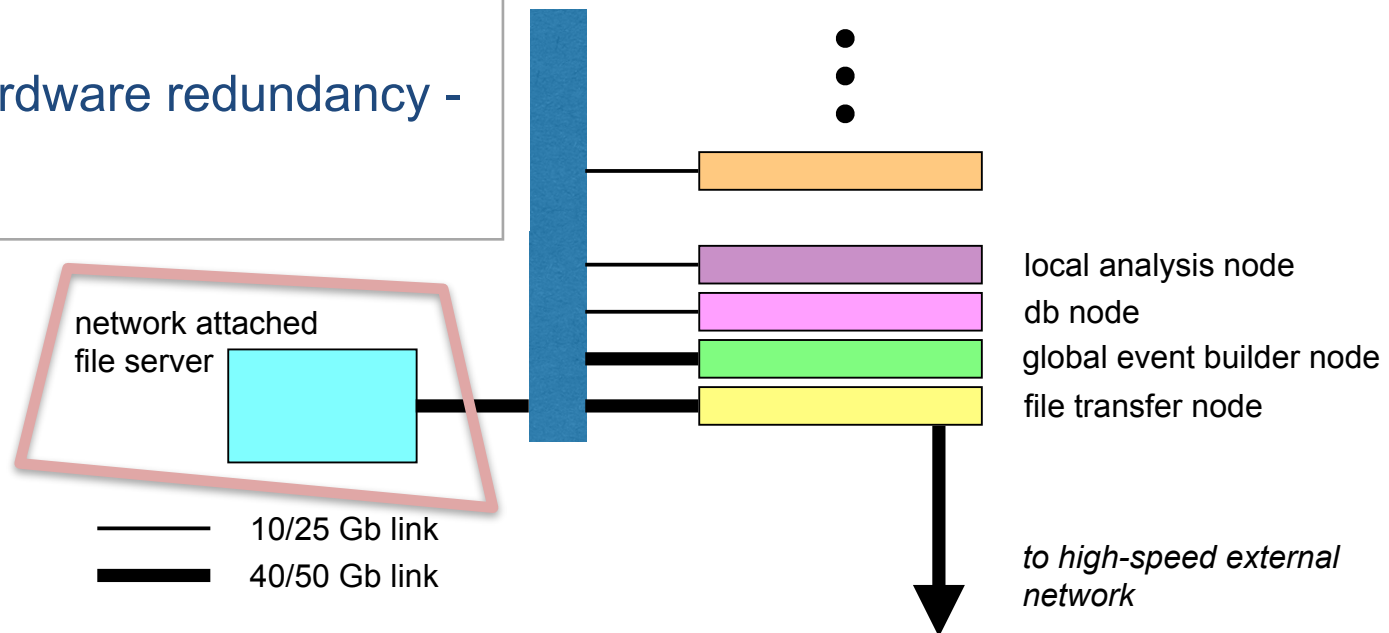 redundancy -
local analysis node
db node
global event builder node
file transfer node
network attached
file server
10/25 Gb link
40/50 Gb link
to high-speed external
network